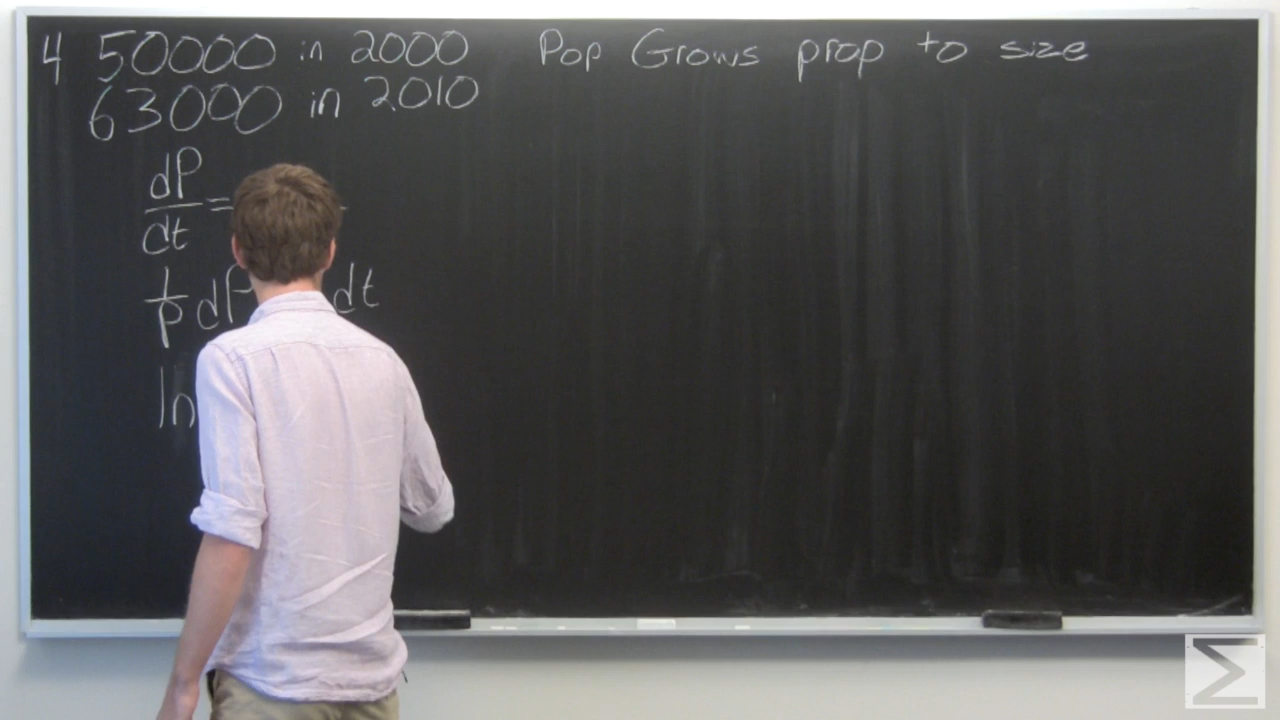 4 50000 in 2000 Pop Grows prop to size
63000 in 2010
dP/dt =
1/P dP dt
ln